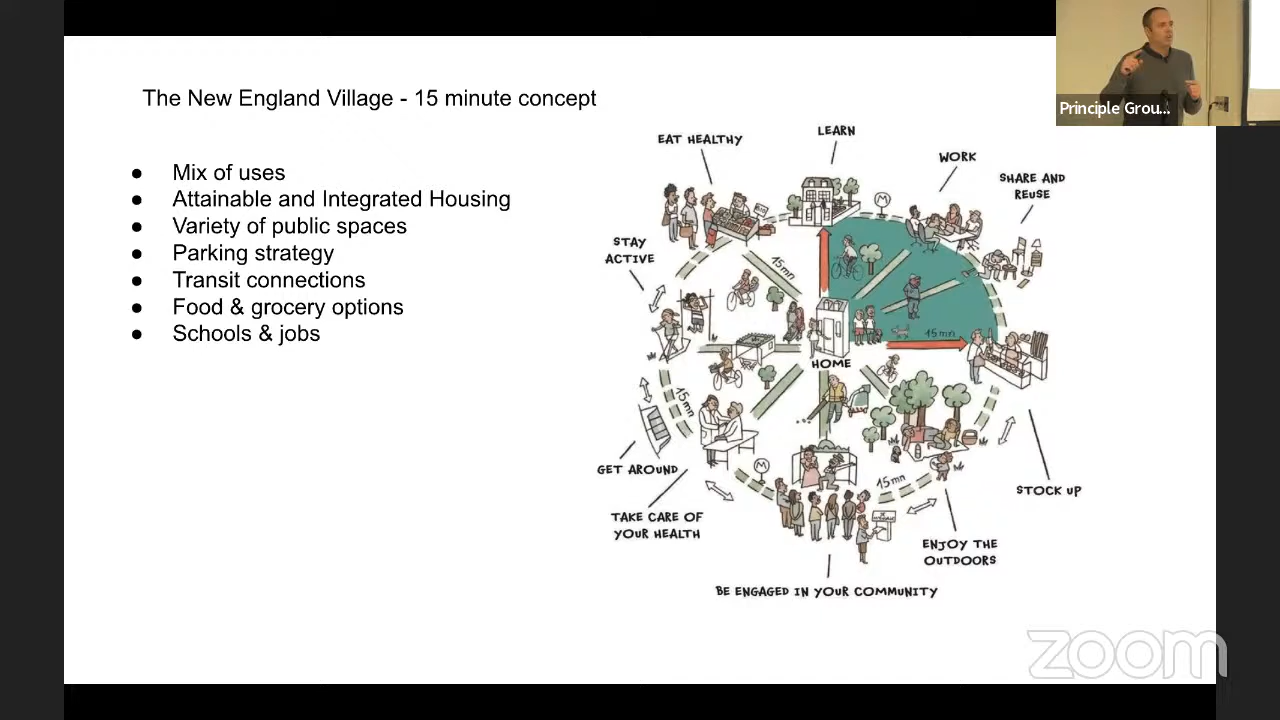 The New England Village - 15 minute concept
Principle Grou...
● Mix of uses
● Attainable and Integrated Housing
● Variety of public spaces
● Parking strategy
● Transit connections
● Food & grocery options
● Schools & jobs
EAT HEALTHY
LEARN
WORK
SHARE AND
REUSE
STAY
ACTIVE
M
15mn
15mn
HOME
15mn
GET AROUND
M
15mn
STOCK UP
TAKE CARE OF
YOUR HEALTH
ENJOY THE
OUTDOORS
BE ENGAGED IN YOUR COMMUNITY
zoom